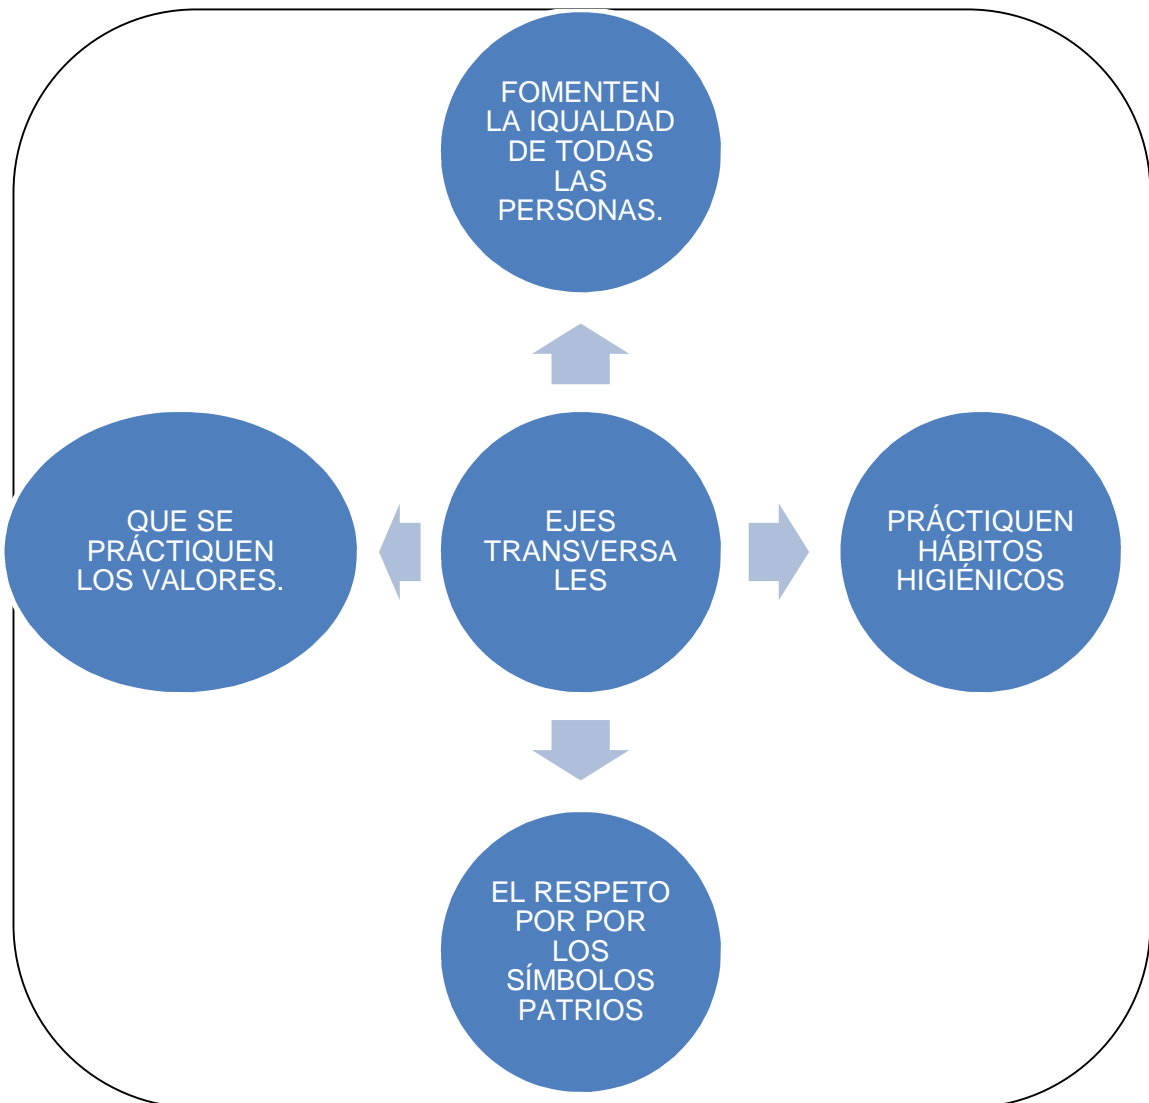 FOMENTEN
LA IQUALDAD
DE TODAS
LAS
PERSONAS.
QUE SE
PRÁCTIQUEN
LOS VALORES.
EJES
TRANSVERSA
LES
PRÁCTIQUEN
HÁBITOS
HIGIÉNICOS
EL RESPETO
POR POR
LOS
SÍMBOLOS
PATRIOS